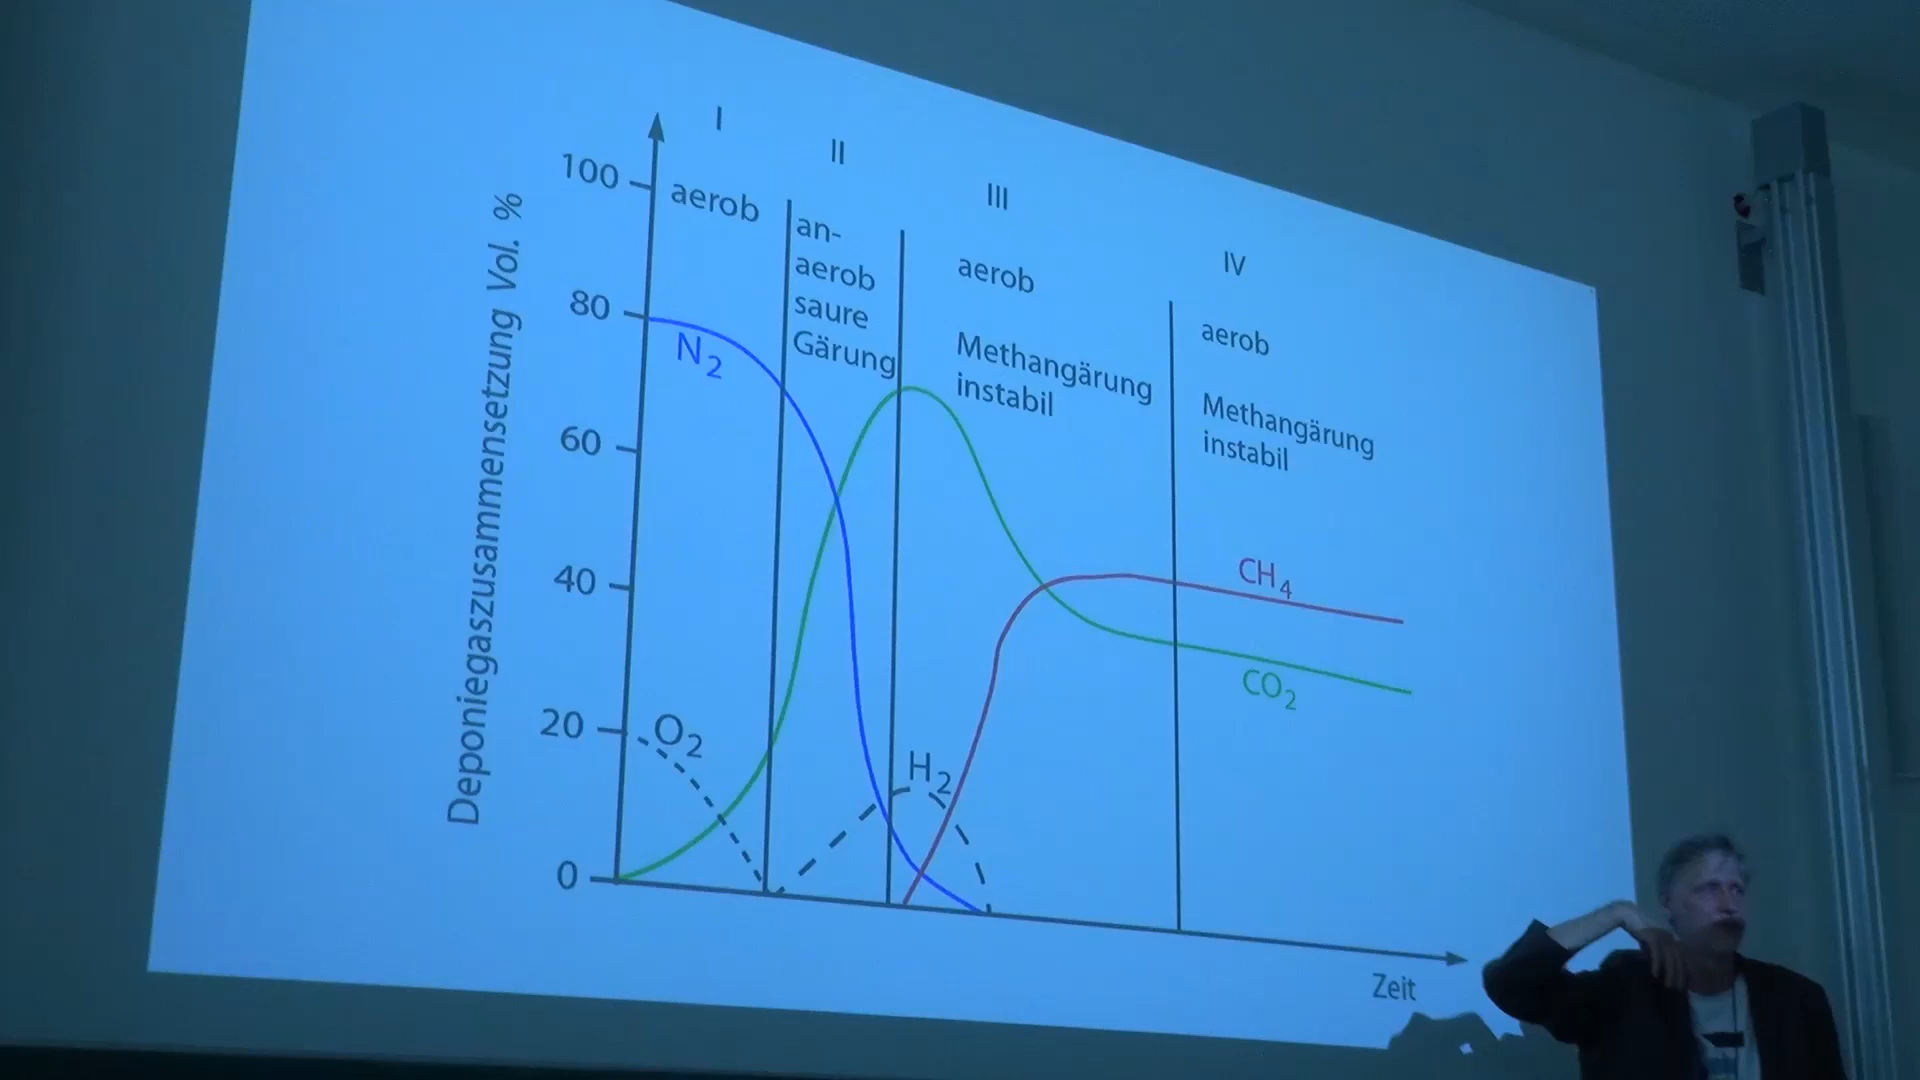 I
II
III
IV
Deponiegaszusammensetzung Vol. %
100
80
60
40
20
0
aerob
an-
aerob
saure
Gärung
aerob
Methangärung
instabil
aerob
Methangärung
instabil
N2
O2
H2
CH4
CO2
Zeit